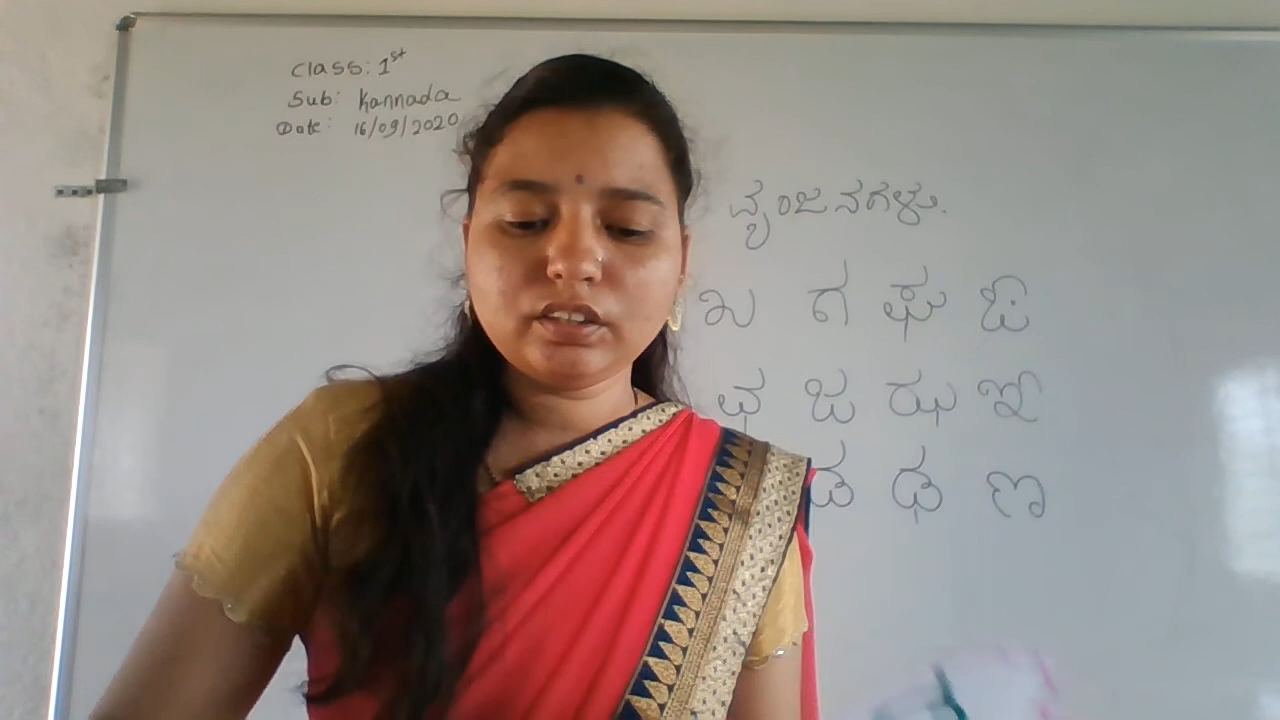 Class: 1st
Sub: Kannada
Date: 16/09/2020
ವ್ಯಂಜನಗಳು.
ಖ ಗ ಘ ಙ
ಛ ಜ ಝ ಞ
ಡ ಢ ಣ